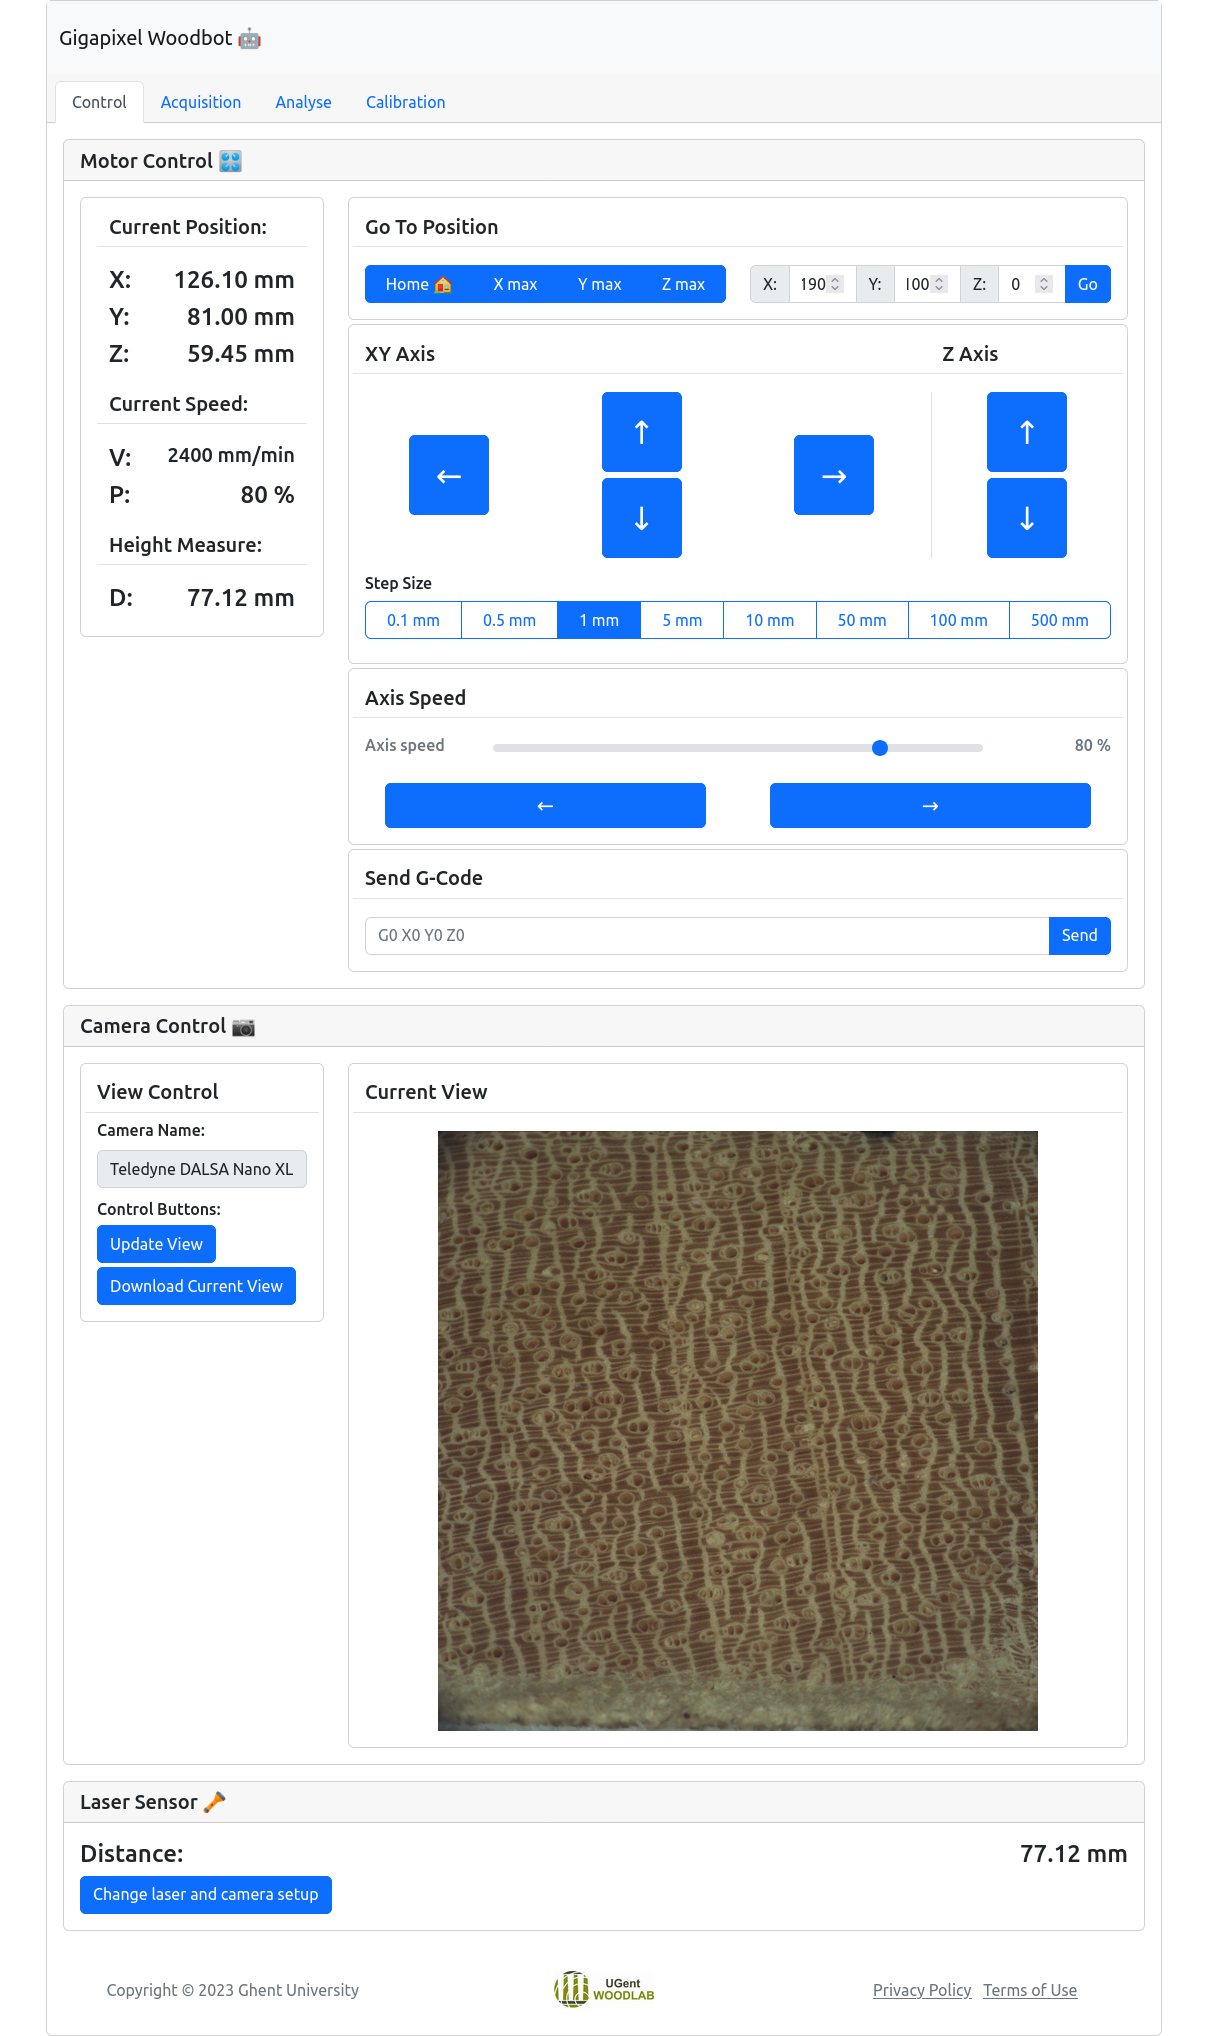 Gigapixel Woodbot
Control Acquisition Analyse Calibration
Motor Control
Current Position:
X: 126.10 mm
Y: 81.00 mm
Z: 59.45 mm
Current Speed:
V: 2400 mm/min
P: 80 %
Height Measure:
D: 77.12 mm
Go To Position
Home X max Y max Z max X: 190 Y: 100 Z: 0 Go
XY Axis Z Axis
← ↑ ↓ → ↑ ↓
Step Size
0.1 mm 0.5 mm 1 mm 5 mm 10 mm 50 mm 100 mm 500 mm
Axis Speed
Axis speed 80 %
← →
Send G-Code
G0 X0 Y0 Z0 Send
Camera Control
View Control
Camera Name:
Teledyne DALSA Nano XL
Control Buttons:
Update View
Download Current View
Current View
Laser Sensor
Distance: 77.12 mm
Change laser and camera setup
Copyright © 2023 Ghent University
UGent
WOODLAB
Privacy Policy Terms of Use